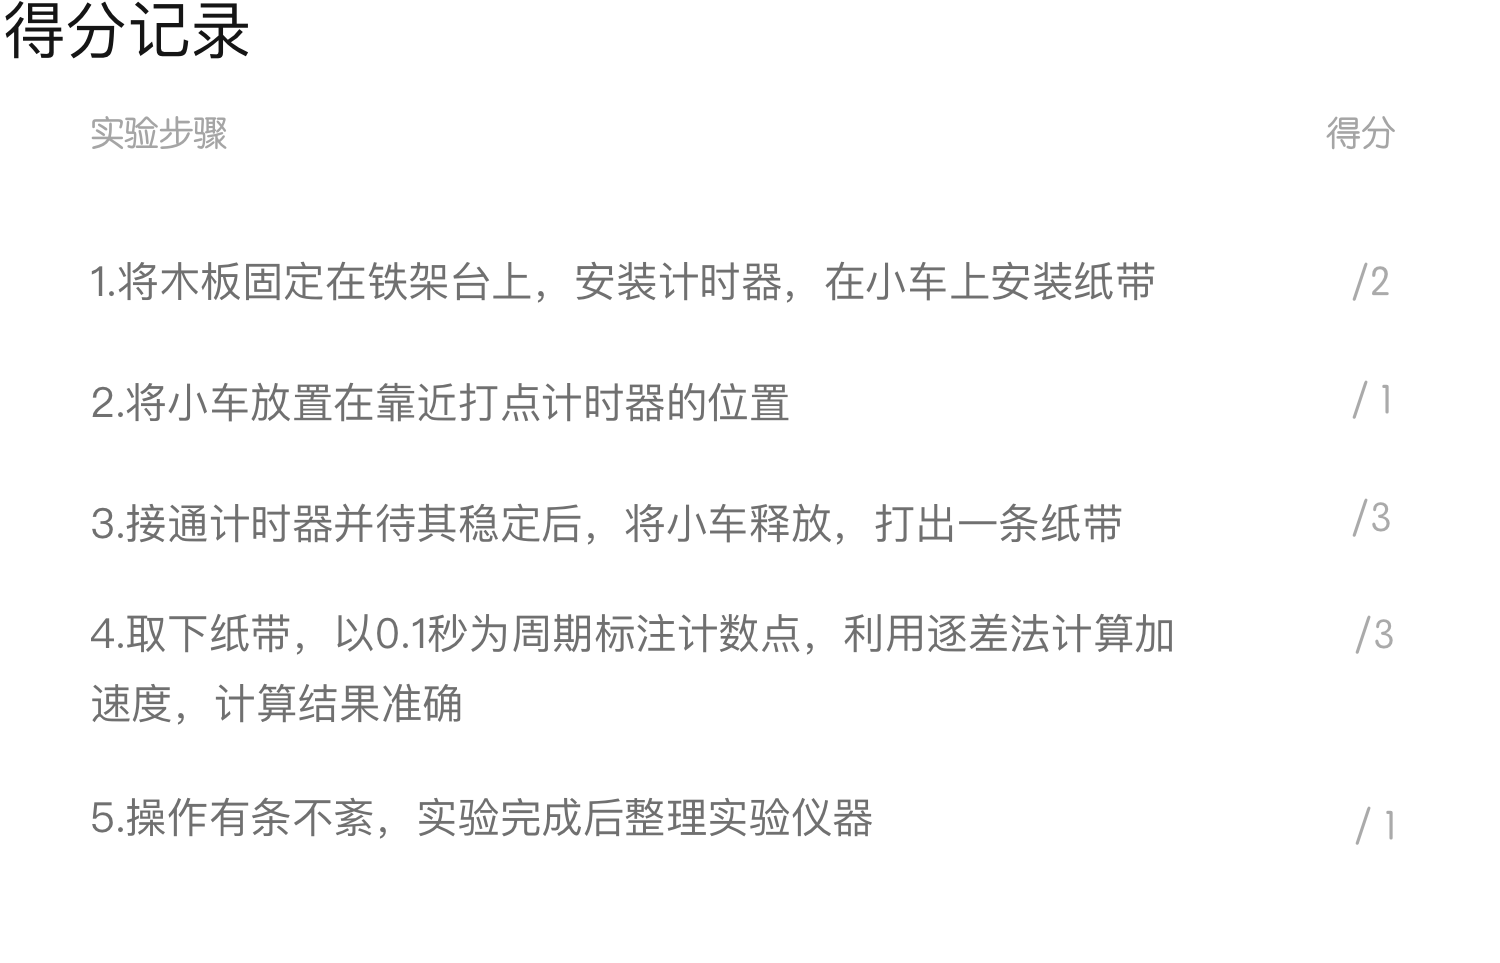 得分记录
实验步骤 得分
1.将木板固定在铁架台上，安装计时器，在小车上安装纸带 /2
2.将小车放置在靠近打点计时器的位置 / 1
3.接通计时器并待其稳定后，将小车释放，打出一条纸带 /3
4.取下纸带，以0.1秒为周期标注计数点，利用逐差法计算加 /3
速度，计算结果准确
5.操作有条不紊，实验完成后整理实验仪器 / 1